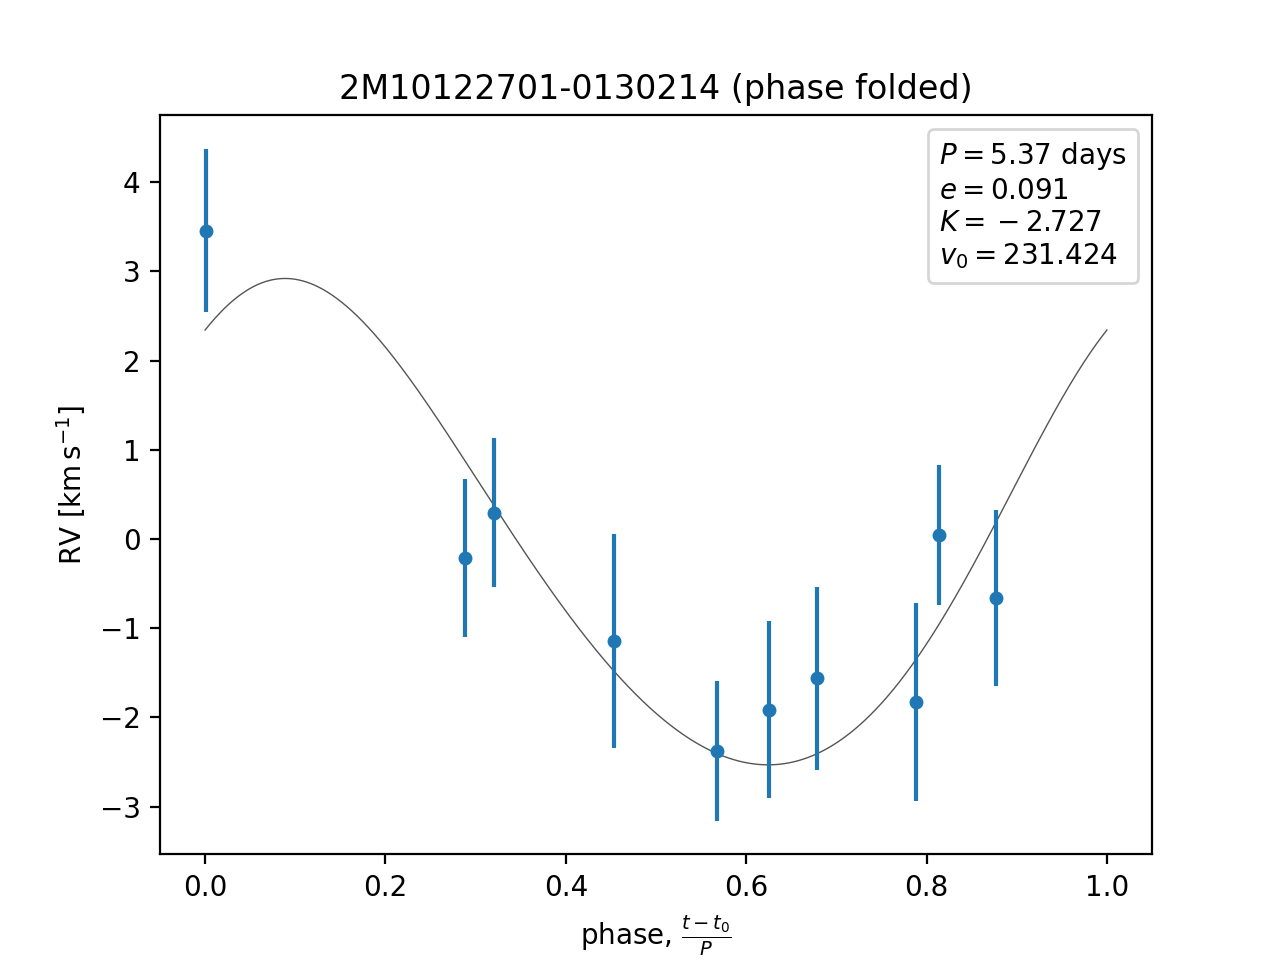 2M10122701-0130214 (phase folded)
P = 5.37 days
e = 0.091
K = −2.727
v₀ = 231.424
RV [km s⁻¹]
4
3
2
1
0
−1
−2
−3
0.0 0.2 0.4 0.6 0.8 1.0
phase, (t − t₀)/P